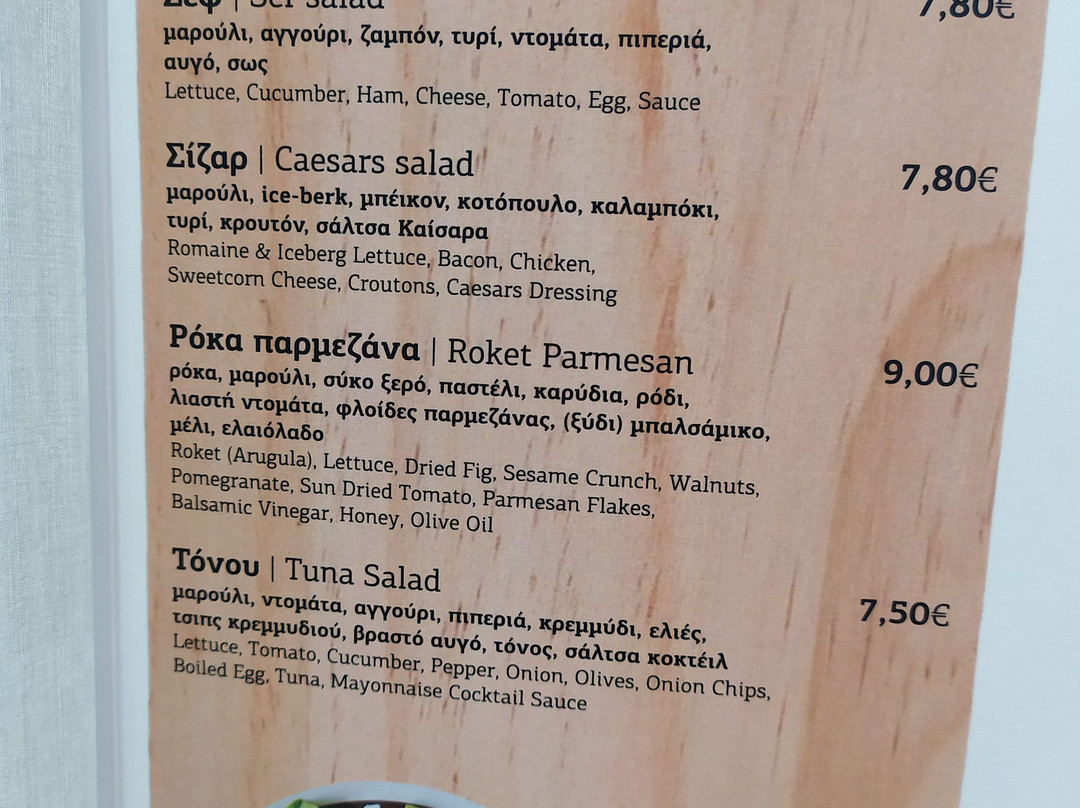 Σεφ | Sef salad
7,80€
μαρούλι, αγγούρι, ζαμπόν, τυρί, ντομάτα, πιπεριά,
αυγό, σως
Lettuce, Cucumber, Ham, Cheese, Tomato, Egg, Sauce
Σίζαρ | Caesars salad
7,80€
μαρούλι, ice-berk, μπέικον, κοτόπουλο, καλαμπόκι,
τυρί, κρουτόν, σάλτσα Καίσαρα
Romaine & Iceberg Lettuce, Bacon, Chicken,
Sweetcorn Cheese, Croutons, Caesars Dressing
Ρόκα παρμεζάνα | Roket Parmesan
9,00€
ρόκα, μαρούλι, σύκο ξερό, παστέλι, καρύδια, ρόδι,
λιαστή ντομάτα, φλοίδες παρμεζάνας, (ξύδι) μπαλσάμικο,
μέλι, ελαιόλαδο
Roket (Arugula), Lettuce, Dried Fig, Sesame Crunch, Walnuts,
Pomegranate, Sun Dried Tomato, Parmesan Flakes,
Balsamic Vinegar, Honey, Olive Oil
Τόνου | Tuna Salad
7,50€
μαρούλι, ντομάτα, αγγούρι, πιπεριά, κρεμμύδι, ελιές,
τσιπς κρεμμυδιού, βραστό αυγό, τόνος, σάλτσα κοκτέιλ
Lettuce, Tomato, Cucumber, Pepper, Onion, Olives, Onion Chips,
Boiled Egg, Tuna, Mayonnaise Cocktail Sauce